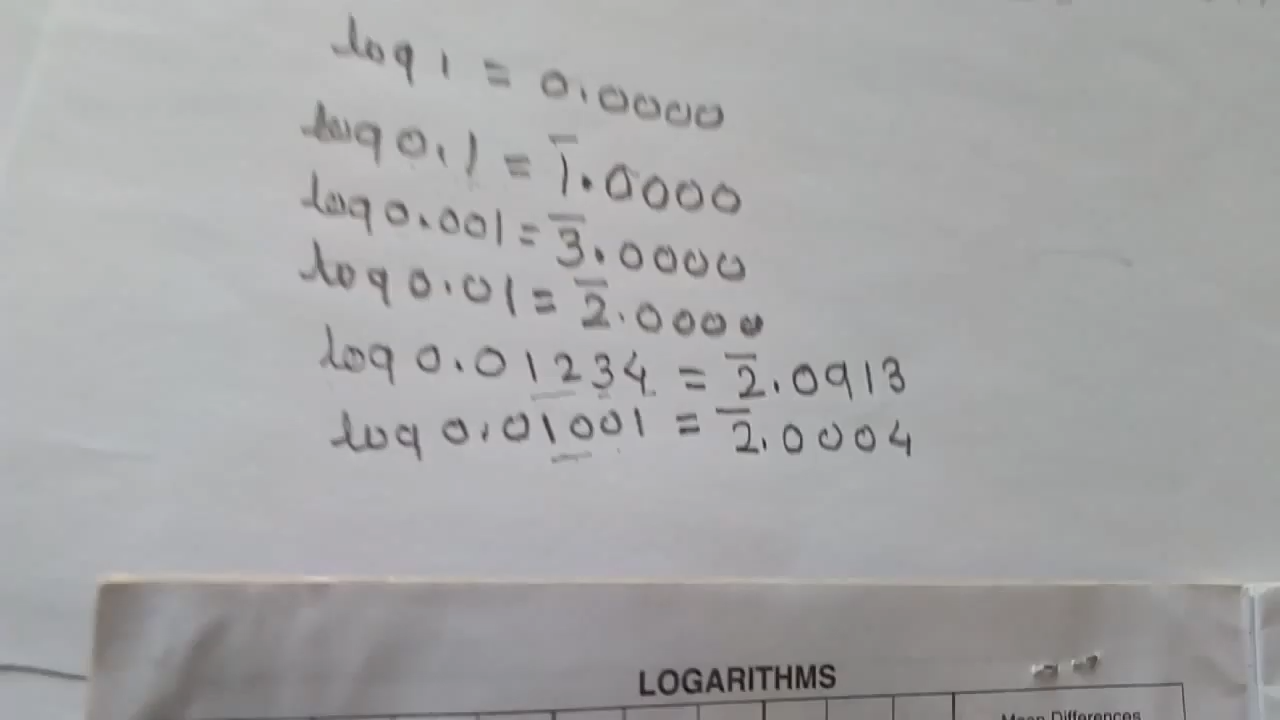 log 1 = 0.0000
log 0.1 = 1̅.0000
log 0.001 = 3̅.0000
log 0.01 = 2̅.0000
log 0.01234 = 2̅.0913
log 0.01001 = 2̅.0004
LOGARITHMS
Mean Differences